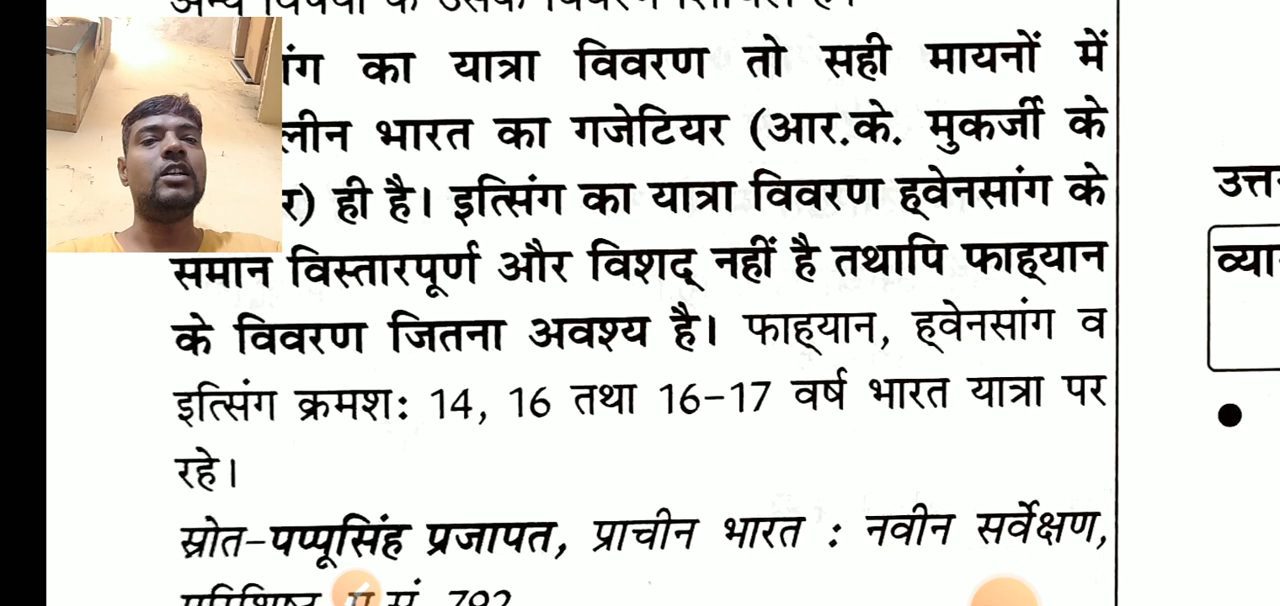 ंग का यात्रा विवरण तो सही मायनों में
लीन भारत का गजेटियर (आर.के. मुकर्जी के
र) ही है। इत्सिंग का यात्रा विवरण ह्वेनसांग के
समान विस्तारपूर्ण और विशद् नहीं है तथापि फाह्यान
के विवरण जितना अवश्य है। फाह्यान, ह्वेनसांग व
इत्सिंग क्रमश: 14, 16 तथा 16-17 वर्ष भारत यात्रा पर
रहे।
स्रोत-पप्पूसिंह प्रजापत, प्राचीन भारत : नवीन सर्वेक्षण,
उत्त
व्या
●